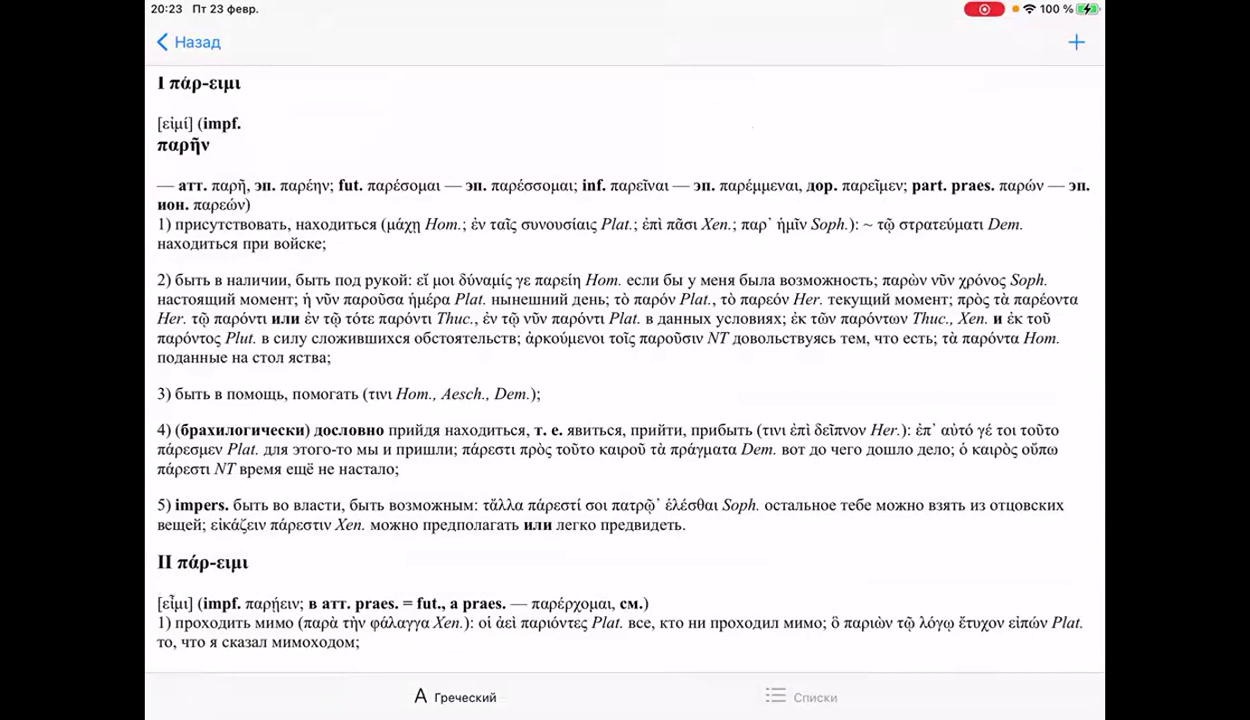 20:23 Пт 23 февр. 100 %
Назад
I πάρ-ειμι
[εἰμί] (impf.
παρῆν
— атт. παρῆ, эп. παρέην; fut. παρέσομαι — эп. παρέσσομαι; inf. παρεῖναι — эп. παρέμμεναι, дор. παρεῖμεν; part. praes. παρών — эп.
ион. παρεών)
1) присутствовать, находиться (μάχῃ Hom.; ἐν ταῖς συνουσίαις Plat.; ἐπὶ πᾶσι Xen.; παρ᾽ ἡμῖν Soph.): ~ τῷ στρατεύματι Dem.
находиться при войске;
2) быть в наличии, быть под рукой: εἴ μοι δύναμίς γε παρείη Hom. если бы у меня была возможность; παρὼν νῦν χρόνος Soph.
настоящий момент; ἡ νῦν παροῦσα ἡμέρα Plat. нынешний день; τὸ παρόν Plat., τὸ παρεόν Her. текущий момент; πρὸς τὰ παρέοντα
Her. τῷ παρόντι или ἐν τῷ τότε παρόντι Thuc., ἐν τῷ νῦν παρόντι Plat. в данных условиях; ἐκ τῶν παρόντων Thuc., Xen. и ἐκ τοῦ
παρόντος Plut. в силу сложившихся обстоятельств; ἀρκούμενοι τοῖς παροῦσιν NT довольствуясь тем, что есть; τὰ παρόντα Hom.
поданные на стол яства;
3) быть в помощь, помогать (τινι Hom., Aesch., Dem.);
4) (брахилогически) дословно прийдя находиться, т. е. явиться, прийти, прибыть (τινι ἐπὶ δεῖπνον Her.): ἐπ᾽ αὐτό γέ τοι τοῦτο
πάρεσμεν Plat. для этого-то мы и пришли; πάρεστι πρὸς τοῦτο καιροῦ τὰ πράγματα Dem. вот до чего дошло дело; ὁ καιρὸς οὔπω
πάρεστι NT время ещё не настало;
5) impers. быть во власти, быть возможным: τἄλλα πάρεστί σοι πατρῷ᾽ ἑλέσθαι Soph. остальное тебе можно взять из отцовских
вещей; εἰκάζειν πάρεστιν Xen. можно предполагать или легко предвидеть.
II πάρ-ειμι
[εἶμι] (impf. παρῄειν; в атт. praes. = fut., а praes. — παρέρχομαι, см.)
1) проходить мимо (παρὰ τὴν φάλαγγα Xen.): οἱ ἀεὶ παριόντες Plat. все, кто ни проходил мимо; ὃ παριὼν τῷ λόγῳ ἔτυχον εἰπών Plat.
то, что я сказал мимоходом;
А Греческий Списки